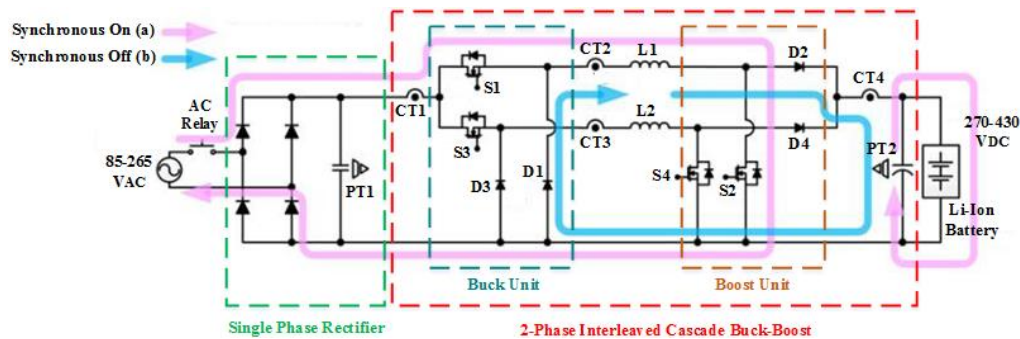 Synchronous On (a)
Synchronous Off (b)
AC
Relay
85-265
VAC
PT1
CT1
S1
S3
D3
D1
CT2
L1
CT3
L2
S4
S2
D2
D4
CT4
PT2
270-430
VDC
Li-Ion
Battery
Buck Unit
Boost Unit
Single Phase Rectifier
2-Phase Interleaved Cascade Buck-Boost